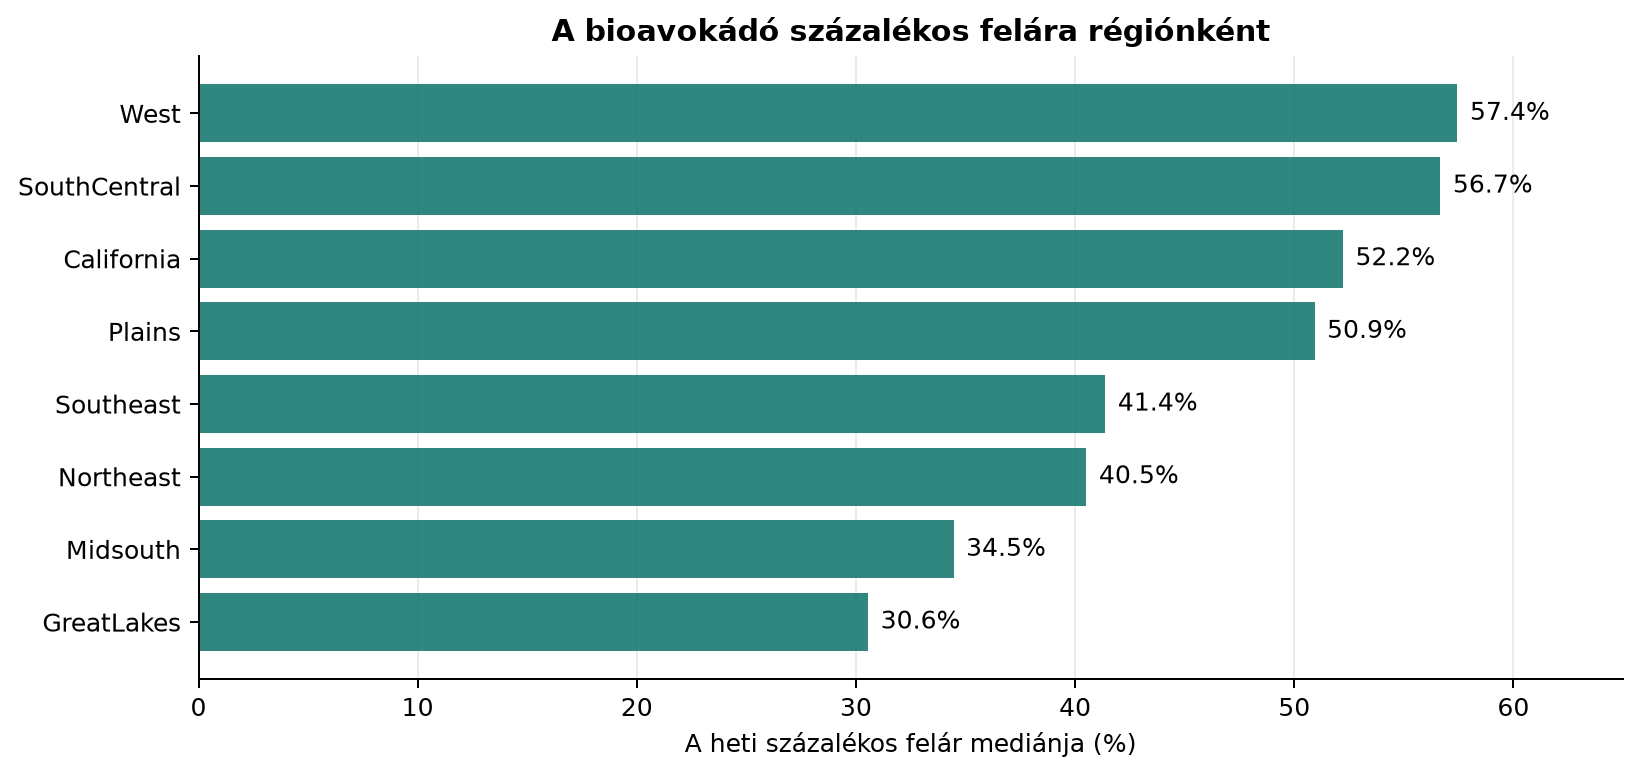 A bioavokádó százalékos felára régiónként
West
57.4%
SouthCentral
56.7%
California
52.2%
Plains
50.9%
Southeast
41.4%
Northeast
40.5%
Midsouth
34.5%
GreatLakes
30.6%
0 10 20 30 40 50 60
A heti százalékos felár mediánja (%)